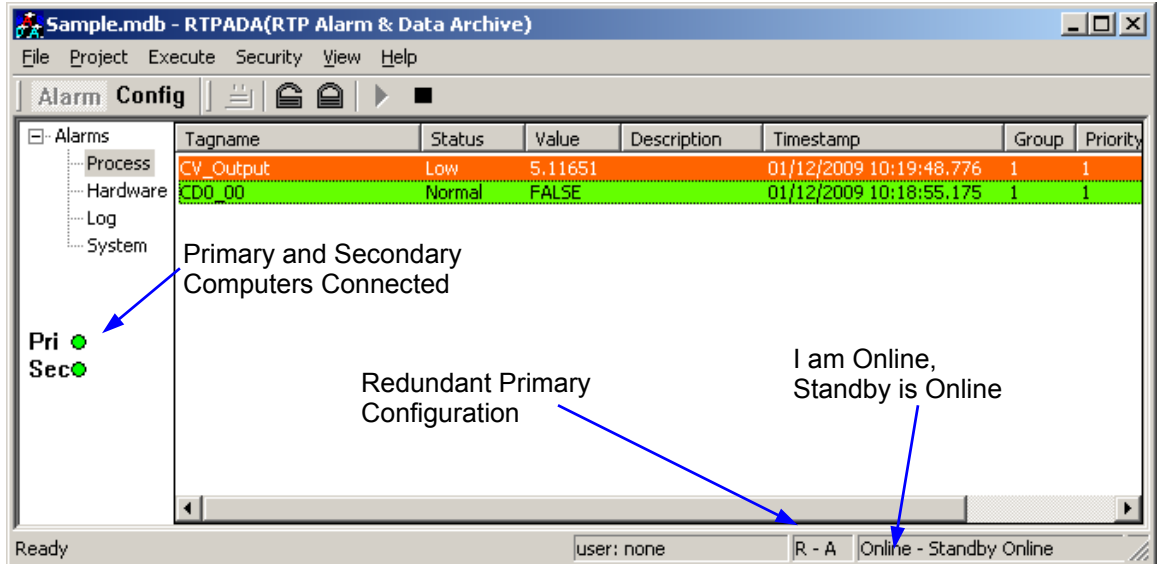 Sample.mdb - RTPADA(RTP Alarm & Data Archive)
File Project Execute Security View Help
Alarm Config
Alarms
Process
Hardware
Log
System
Tagname Status Value Description Timestamp Group Priority
CV_Output Low 5.11651 01/12/2009 10:19:48.776 1 1
CD0_00 Normal FALSE 01/12/2009 10:18:55.175 1 1
Primary and Secondary
Computers Connected
Pri
Sec
Redundant Primary
Configuration
I am Online,
Standby is Online
Ready user: none R - A Online - Standby Online